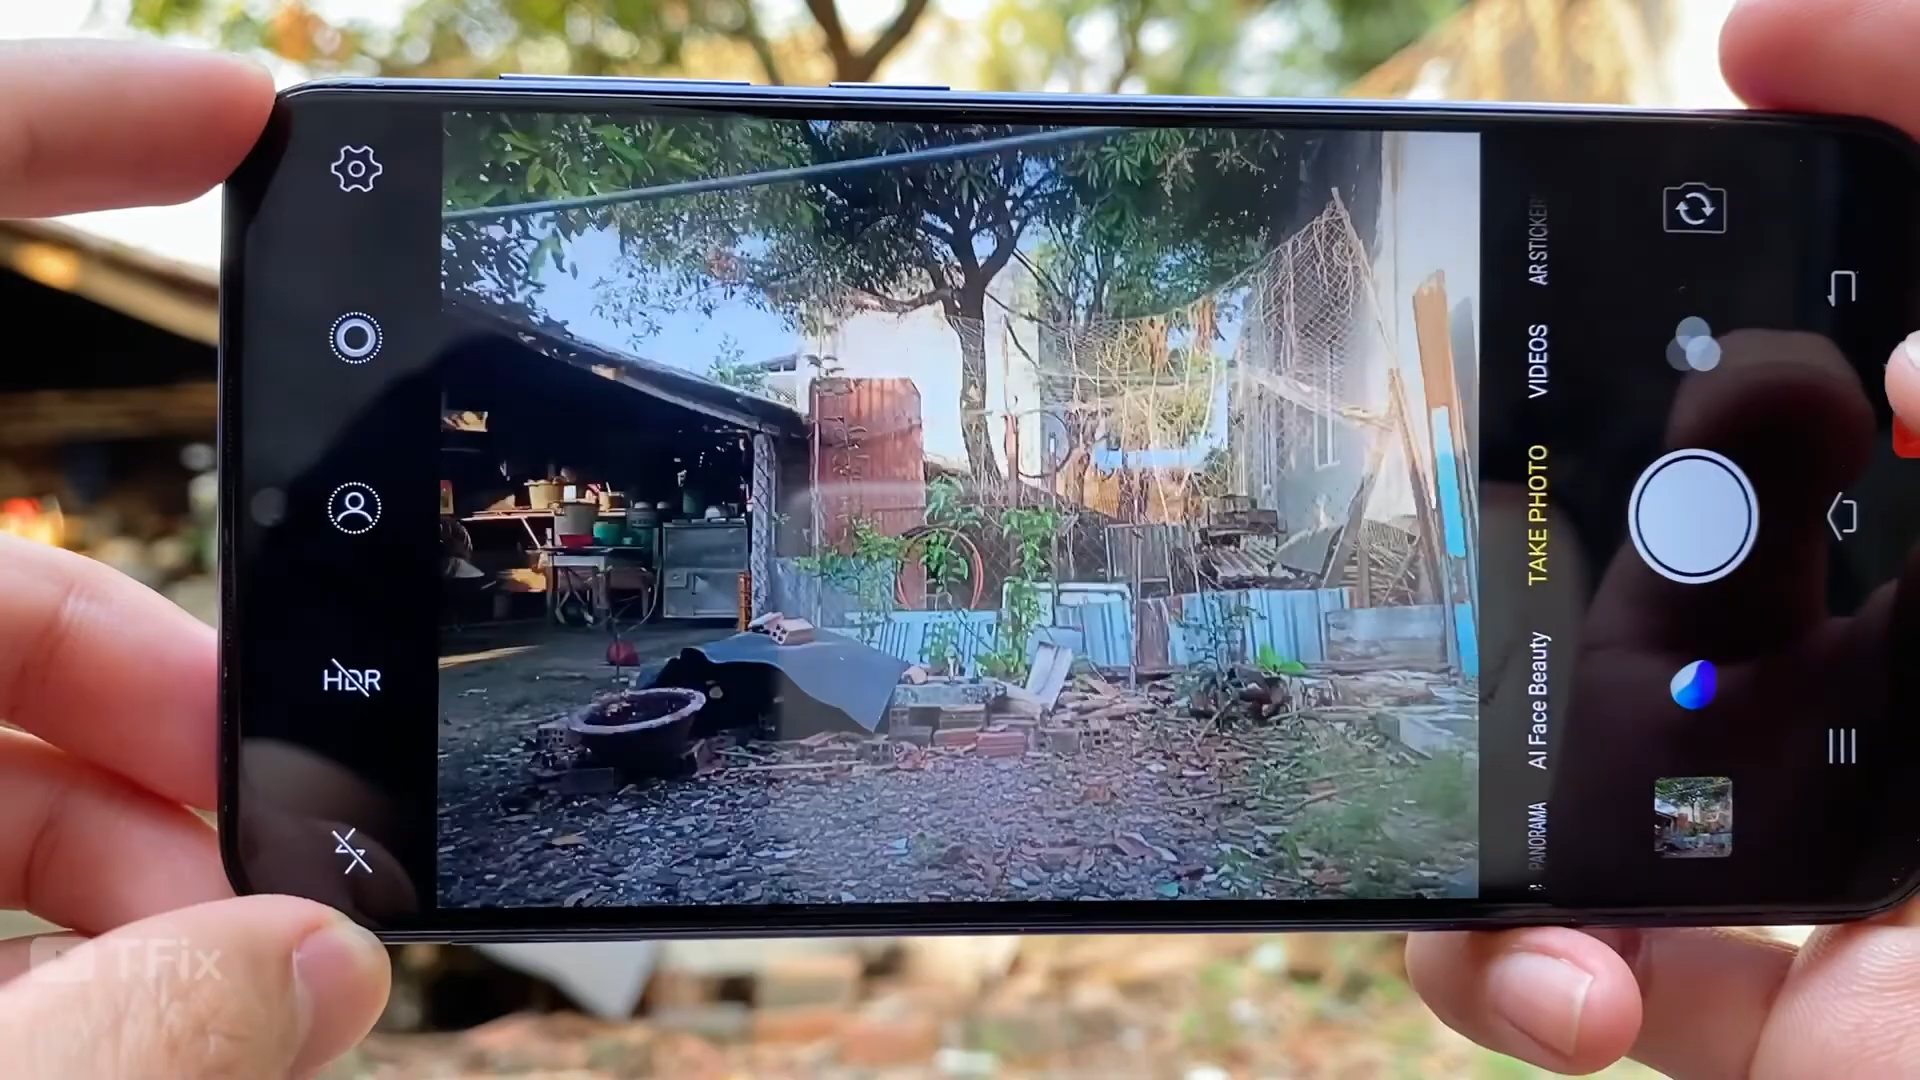 AR STICKER
VIDEOS
TAKE PHOTO
AI Face Beauty
PANORAMA
HDR
TFix